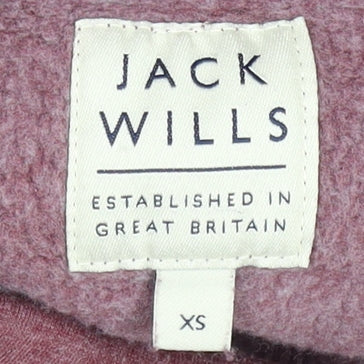 JACK
WILLS
ESTABLISHED IN
GREAT BRITAIN
XS